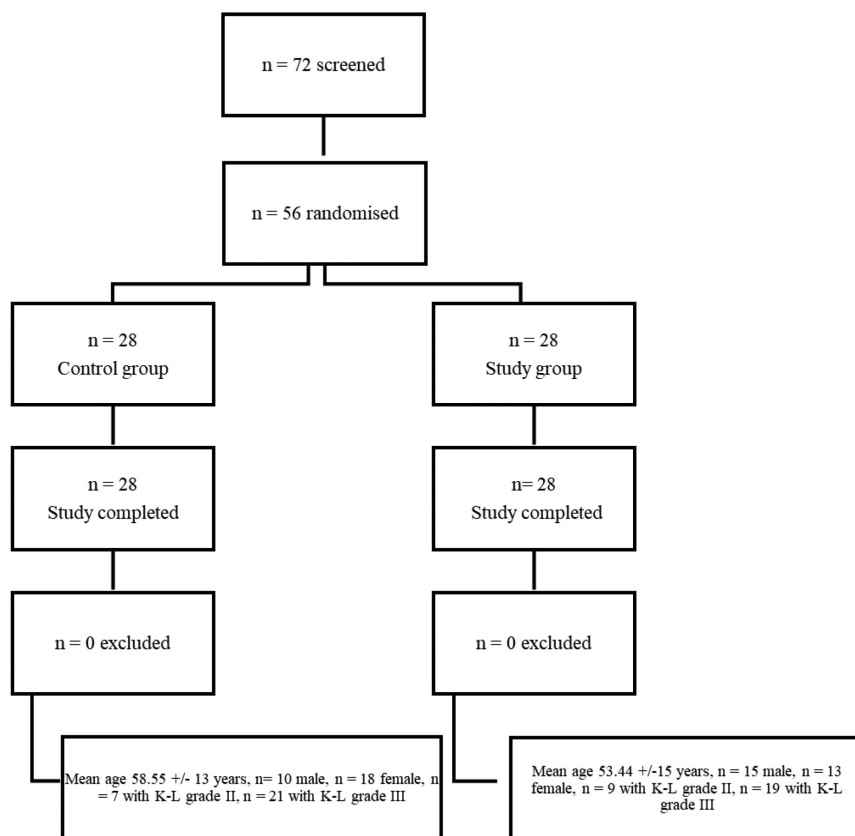 n = 72 screened
n = 56 randomised
n = 28
Control group
n = 28
Study group
n = 28
Study completed
n= 28
Study completed
n = 0 excluded
n = 0 excluded
Mean age 58.55 +/- 13 years, n= 10 male, n = 18 female, n
= 7 with K-L grade II, n = 21 with K-L grade III
Mean age 53.44 +/-15 years, n = 15 male, n = 13
female, n = 9 with K-L grade II, n = 19 with K-L
grade III